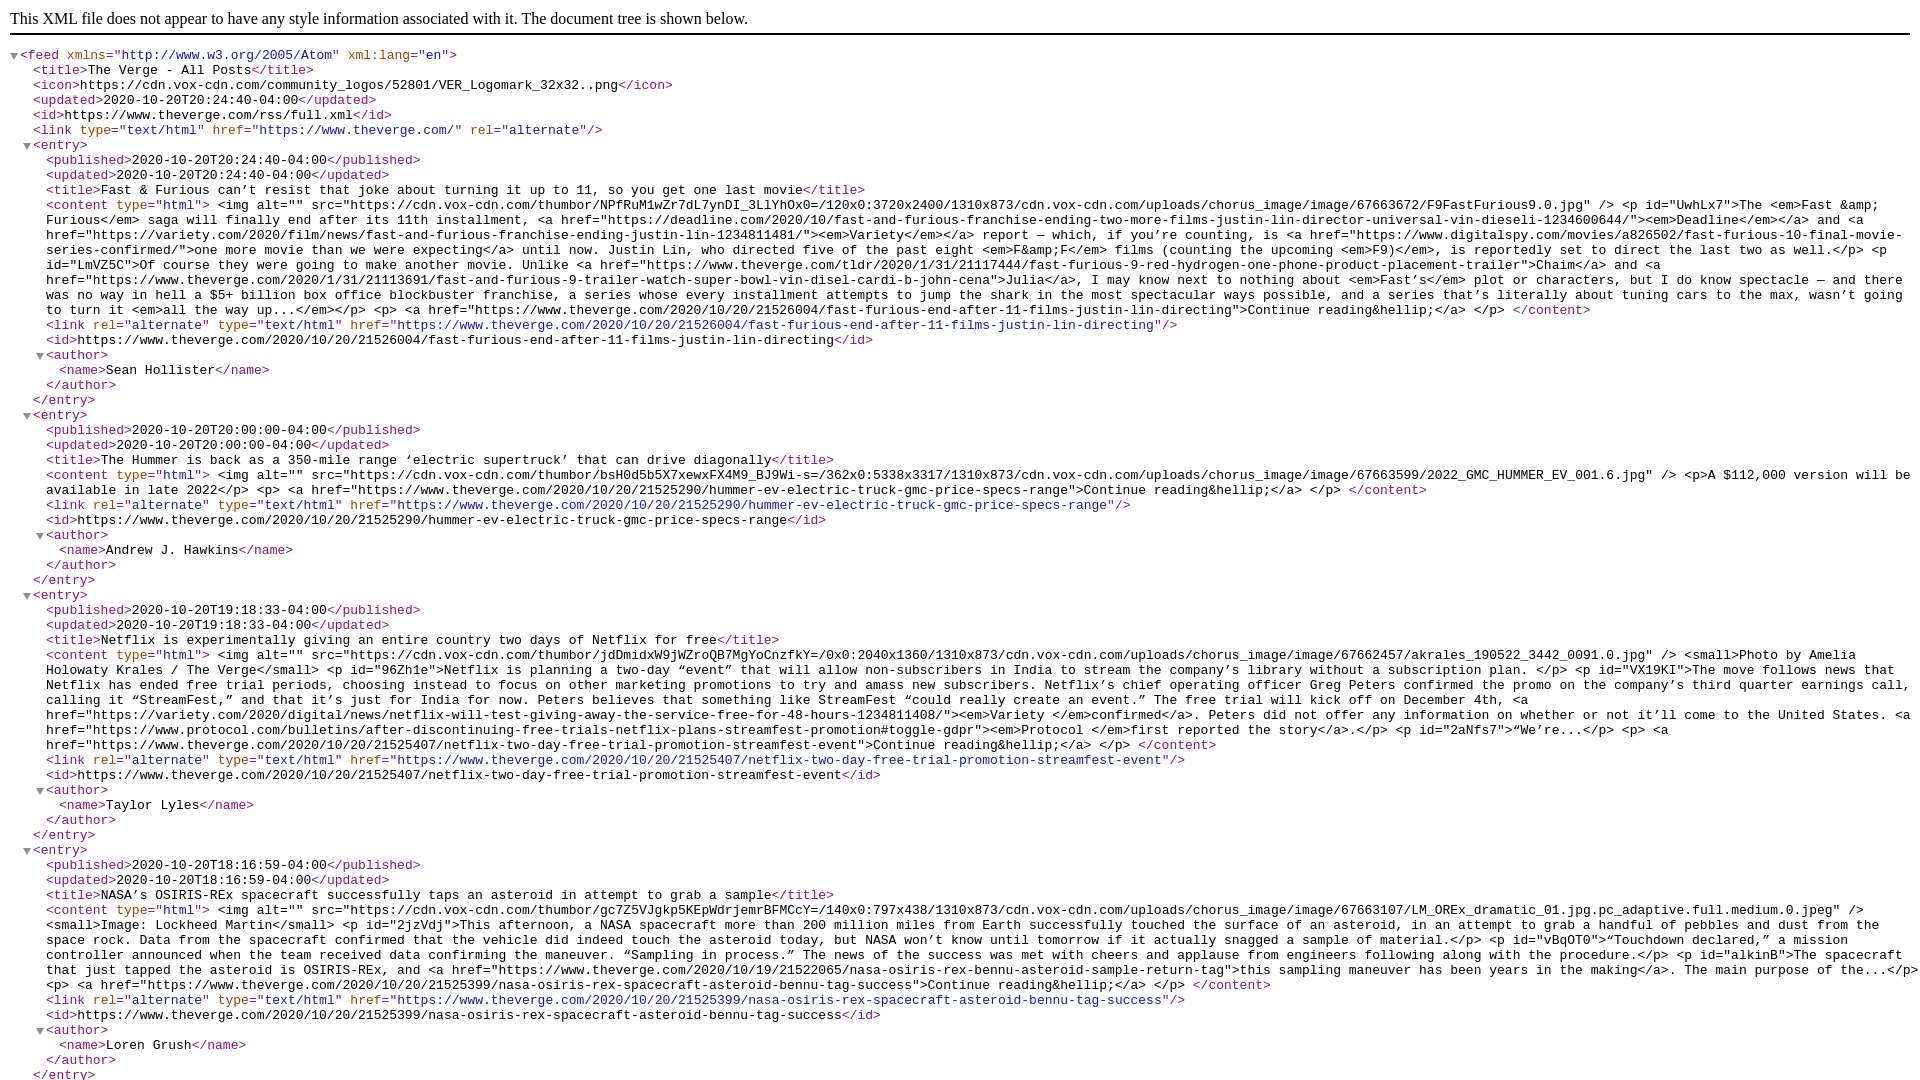 This XML file does not appear to have any style information associated with it. The document tree is shown below.
<feed xmlns="http://www.w3.org/2005/Atom" xml:lang="en">
<title>The Verge - All Posts</title>
<icon>https://cdn.vox-cdn.com/community_logos/52801/VER_Logomark_32x32..png</icon>
<updated>2020-10-20T20:24:40-04:00</updated>
<id>https://www.theverge.com/rss/full.xml</id>
<link type="text/html" href="https://www.theverge.com/" rel="alternate"/>
<entry>
<published>2020-10-20T20:24:40-04:00</published>
<updated>2020-10-20T20:24:40-04:00</updated>
<title>Fast & Furious can’t resist that joke about turning it up to 11, so you get one last movie</title>
<content type="html"> <img alt="" src="https://cdn.vox-cdn.com/thumbor/NPfRuM1wZr7dL7ynDI_3LlYhOx0=/120x0:3720x2400/1310x873/cdn.vox-cdn.com/uploads/chorus_image/image/67663672/F9FastFurious9.0.jpg" /> <p id="UwhLx7">The <em>Fast &amp;
Furious</em> saga will finally end after its 11th installment, <a href="https://deadline.com/2020/10/fast-and-furious-franchise-ending-two-more-films-justin-lin-director-universal-vin-dieseli-1234600644/"><em>Deadline</em></a> and <a
href="https://variety.com/2020/film/news/fast-and-furious-franchise-ending-justin-lin-1234811481/"><em>Variety</em></a> report — which, if you’re counting, is <a href="https://www.digitalspy.com/movies/a826502/fast-furious-10-final-movie-
series-confirmed/">one more movie than we were expecting</a> until now. Justin Lin, who directed five of the past eight <em>F&amp;F</em> films (counting the upcoming <em>F9)</em>, is reportedly set to direct the last two as well.</p> <p
id="LmVZ5C">Of course they were going to make another movie. Unlike <a href="https://www.theverge.com/tldr/2020/1/31/21117444/fast-furious-9-red-hydrogen-one-phone-product-placement-trailer">Chaim</a> and <a
href="https://www.theverge.com/2020/1/31/21113691/fast-and-furious-9-trailer-watch-super-bowl-vin-disel-cardi-b-john-cena">Julia</a>, I may know next to nothing about <em>Fast’s</em> plot or characters, but I do know spectacle — and there
was no way in hell a $5+ billion box office blockbuster franchise, a series whose every installment attempts to jump the shark in the most spectacular ways possible, and a series that’s literally about tuning cars to the max, wasn’t going
to turn it <em>all the way up...</em></p> <p> <a href="https://www.theverge.com/2020/10/20/21526004/fast-furious-end-after-11-films-justin-lin-directing">Continue reading&hellip;</a> </p> </content>
<link rel="alternate" type="text/html" href="https://www.theverge.com/2020/10/20/21526004/fast-furious-end-after-11-films-justin-lin-directing"/>
<id>https://www.theverge.com/2020/10/20/21526004/fast-furious-end-after-11-films-justin-lin-directing</id>
<author>
<name>Sean Hollister</name>
</author>
</entry>
<entry>
<published>2020-10-20T20:00:00-04:00</published>
<updated>2020-10-20T20:00:00-04:00</updated>
<title>The Hummer is back as a 350-mile range ‘electric supertruck’ that can drive diagonally</title>
<content type="html"> <img alt="" src="https://cdn.vox-cdn.com/thumbor/bsH0d5b5X7xewxFX4M9_BJ9Wi-s=/362x0:5338x3317/1310x873/cdn.vox-cdn.com/uploads/chorus_image/image/67663599/2022_GMC_HUMMER_EV_001.6.jpg" /> <p>A $112,000 version will be
available in late 2022</p> <p> <a href="https://www.theverge.com/2020/10/20/21525290/hummer-ev-electric-truck-gmc-price-specs-range">Continue reading&hellip;</a> </p> </content>
<link rel="alternate" type="text/html" href="https://www.theverge.com/2020/10/20/21525290/hummer-ev-electric-truck-gmc-price-specs-range"/>
<id>https://www.theverge.com/2020/10/20/21525290/hummer-ev-electric-truck-gmc-price-specs-range</id>
<author>
<name>Andrew J. Hawkins</name>
</author>
</entry>
<entry>
<published>2020-10-20T19:18:33-04:00</published>
<updated>2020-10-20T19:18:33-04:00</updated>
<title>Netflix is experimentally giving an entire country two days of Netflix for free</title>
<content type="html"> <img alt="" src="https://cdn.vox-cdn.com/thumbor/jdDmidxW9jWZroQB7MgYoCnzfkY=/0x0:2040x1360/1310x873/cdn.vox-cdn.com/uploads/chorus_image/image/67662457/akrales_190522_3442_0091.0.jpg" /> <small>Photo by Amelia
Holowaty Krales / The Verge</small> <p id="96Zh1e">Netflix is planning a two-day “event” that will allow non-subscribers in India to stream the company’s library without a subscription plan. </p> <p id="VX19KI">The move follows news that
Netflix has ended free trial periods, choosing instead to focus on other marketing promotions to try and amass new subscribers. Netflix’s chief operating officer Greg Peters confirmed the promo on the company’s third quarter earnings call,
calling it “StreamFest,” and that it’s just for India for now. Peters believes that something like StreamFest “could really create an event.” The free trial will kick off on December 4th, <a
href="https://variety.com/2020/digital/news/netflix-will-test-giving-away-the-service-free-for-48-hours-1234811408/"><em>Variety </em>confirmed</a>. Peters did not offer any information on whether or not it’ll come to the United States. <a
href="https://www.protocol.com/bulletins/after-discontinuing-free-trials-netflix-plans-streamfest-promotion#toggle-gdpr"><em>Protocol </em>first reported the story</a>.</p> <p id="2aNfs7">“We’re...</p> <p> <a
href="https://www.theverge.com/2020/10/20/21525407/netflix-two-day-free-trial-promotion-streamfest-event">Continue reading&hellip;</a> </p> </content>
<link rel="alternate" type="text/html" href="https://www.theverge.com/2020/10/20/21525407/netflix-two-day-free-trial-promotion-streamfest-event"/>
<id>https://www.theverge.com/2020/10/20/21525407/netflix-two-day-free-trial-promotion-streamfest-event</id>
<author>
<name>Taylor Lyles</name>
</author>
</entry>
<entry>
<published>2020-10-20T18:16:59-04:00</published>
<updated>2020-10-20T18:16:59-04:00</updated>
<title>NASA’s OSIRIS-REx spacecraft successfully taps an asteroid in attempt to grab a sample</title>
<content type="html"> <img alt="" src="https://cdn.vox-cdn.com/thumbor/gc7Z5VJgkp5KEpWdrjemrBFMCcY=/140x0:797x438/1310x873/cdn.vox-cdn.com/uploads/chorus_image/image/67663107/LM_OREx_dramatic_01.jpg.pc_adaptive.full.medium.0.jpeg" />
<small>Image: Lockheed Martin</small> <p id="2jzVdj">This afternoon, a NASA spacecraft more than 200 million miles from Earth successfully touched the surface of an asteroid, in an attempt to grab a handful of pebbles and dust from the
space rock. Data from the spacecraft confirmed that the vehicle did indeed touch the asteroid today, but NASA won’t know until tomorrow if it actually snagged a sample of material.</p> <p id="vBqOT0">“Touchdown declared,” a mission
controller announced when the team received data confirming the maneuver. “Sampling in process.” The news of the success was met with cheers and applause from engineers following along with the procedure.</p> <p id="alkinB">The spacecraft
that just tapped the asteroid is OSIRIS-REx, and <a href="https://www.theverge.com/2020/10/19/21522065/nasa-osiris-rex-bennu-asteroid-sample-return-tag">this sampling maneuver has been years in the making</a>. The main purpose of the...</p>
<p> <a href="https://www.theverge.com/2020/10/20/21525399/nasa-osiris-rex-spacecraft-asteroid-bennu-tag-success">Continue reading&hellip;</a> </p> </content>
<link rel="alternate" type="text/html" href="https://www.theverge.com/2020/10/20/21525399/nasa-osiris-rex-spacecraft-asteroid-bennu-tag-success"/>
<id>https://www.theverge.com/2020/10/20/21525399/nasa-osiris-rex-spacecraft-asteroid-bennu-tag-success</id>
<author>
<name>Loren Grush</name>
</author>
</entry>